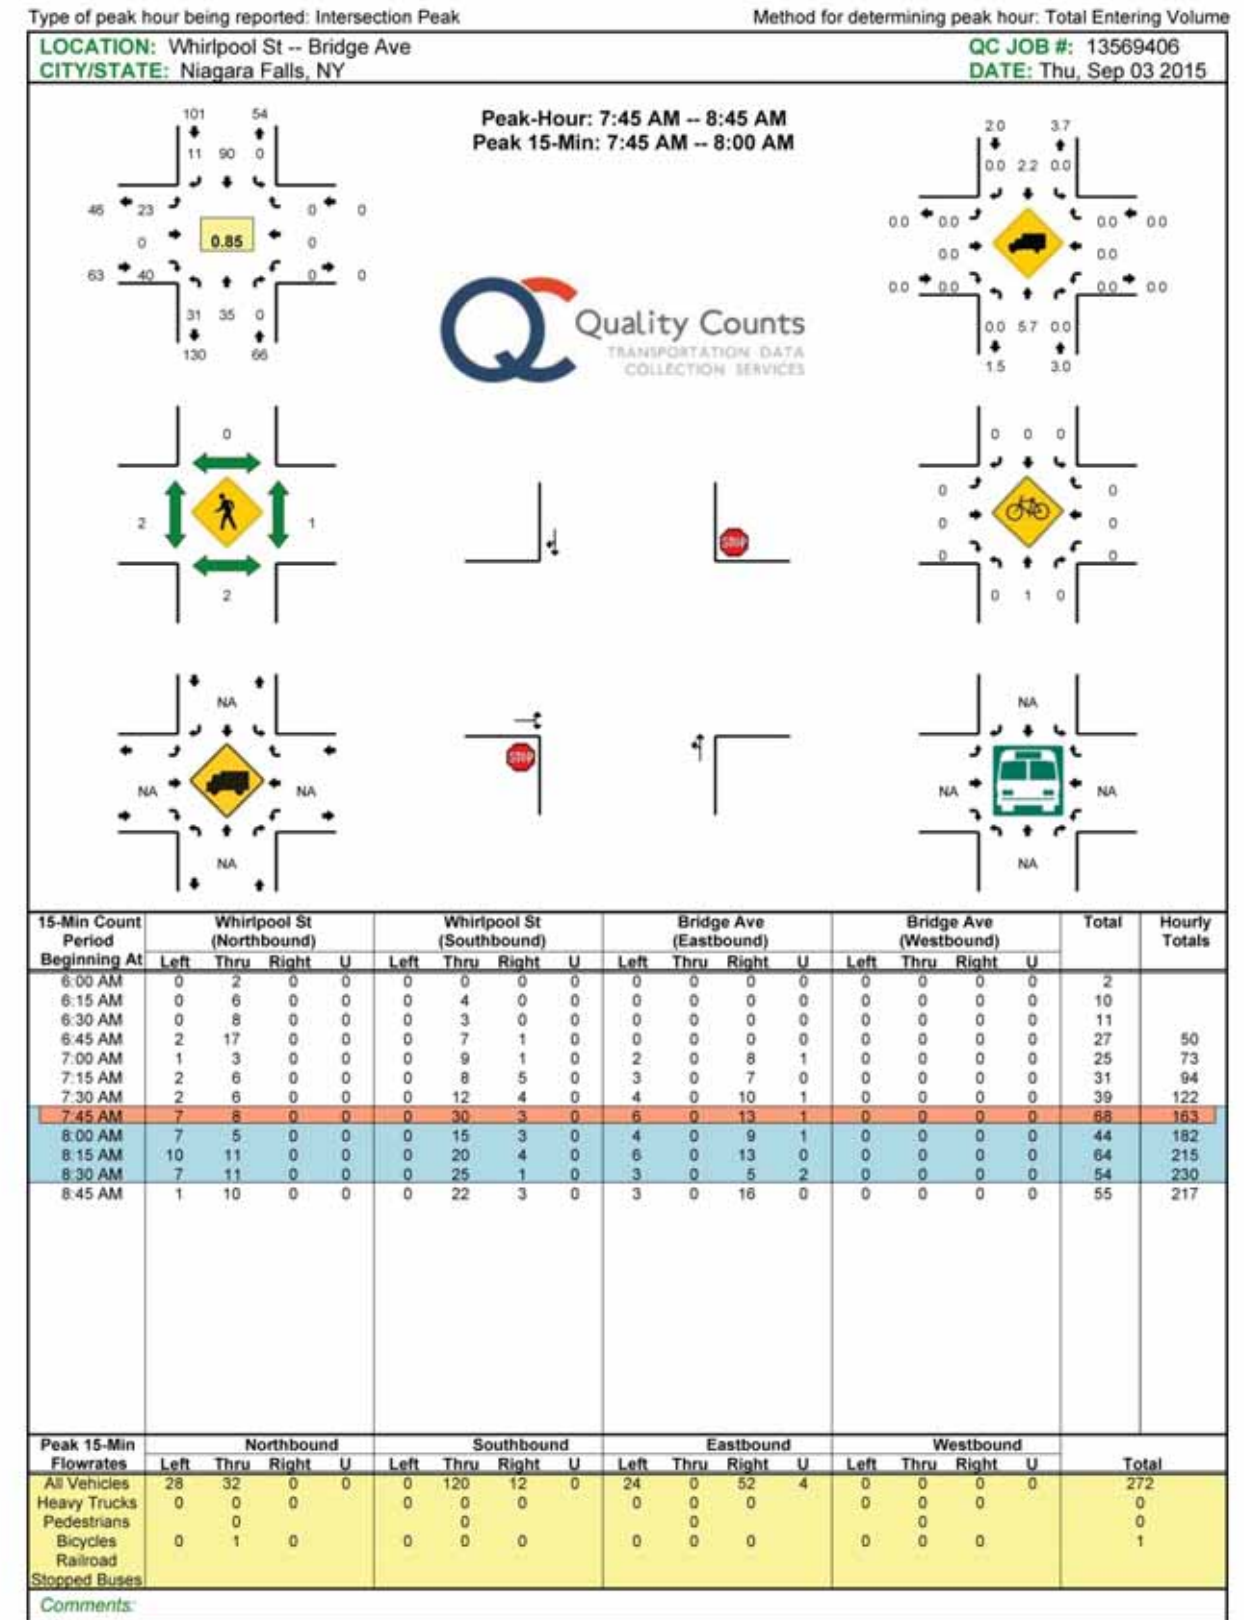 Type of peak hour being reported: Intersection Peak Method for determining peak hour: Total Entering Volume
LOCATION: Whirlpool St -- Bridge Ave QC JOB #: 13569406
CITY/STATE: Niagara Falls, NY DATE: Thu, Sep 03 2015
Peak-Hour: 7:45 AM -- 8:45 AM
Peak 15-Min: 7:45 AM -- 8:00 AM
101 54
11 90 0
46 23 0 0
0 0.85 0
63 40 0 0
31 35 0
130 66
2.0 3.7
0.0 2.2 0.0
0.0 0.0 0.0 0.0
0.0 0.0
0.0 0.0 0.0 0.0
0.0 5.7 0.0
1.5 3.0
QC Quality Counts
TRANSPORTATION DATA
COLLECTION SERVICES
0
2 1
2
STOP
0 0 0
0 0
0 0
0 0
0 1 0
NA
NA NA
NA
STOP
NA
NA NA
NA
15-Min Count Whirlpool St Whirlpool St Bridge Ave Bridge Ave Total Hourly
Period (Northbound) (Southbound) (Eastbound) (Westbound) Totals
Beginning At Left Thru Right U Left Thru Right U Left Thru Right U Left Thru Right U
6:00 AM 0 2 0 0 0 0 0 0 0 0 0 0 0 0 0 0 2
6:15 AM 0 6 0 0 0 4 0 0 0 0 0 0 0 0 0 0 10
6:30 AM 0 8 0 0 0 3 0 0 0 0 0 0 0 0 0 0 11
6:45 AM 2 17 0 0 0 7 1 0 0 0 0 0 0 0 0 0 27 50
7:00 AM 1 3 0 0 0 9 1 0 2 0 8 1 0 0 0 0 25 73
7:15 AM 2 6 0 0 0 8 5 0 3 0 7 0 0 0 0 0 31 94
7:30 AM 2 6 0 0 0 12 4 0 4 0 10 1 0 0 0 0 39 122
7:45 AM 7 8 0 0 0 30 3 0 6 0 13 1 0 0 0 0 68 163
8:00 AM 7 5 0 0 0 15 3 0 4 0 9 1 0 0 0 0 44 182
8:15 AM 10 11 0 0 0 20 4 0 6 0 13 0 0 0 0 0 64 215
8:30 AM 7 11 0 0 0 25 1 0 3 0 5 2 0 0 0 0 54 230
8:45 AM 1 10 0 0 0 22 3 0 3 0 16 0 0 0 0 0 55 217
Peak 15-Min Northbound Southbound Eastbound Westbound
Flowrates Left Thru Right U Left Thru Right U Left Thru Right U Left Thru Right U Total
All Vehicles 28 32 0 0 0 120 12 0 24 0 52 4 0 0 0 0 272
Heavy Trucks 0 0 0 0 0 0 0 0 0 0 0 0 0
Pedestrians 0 0 0 0 0
Bicycles 0 1 0 0 0 0 0 0 0 0 0 0 1
Railroad
Stopped Buses
Comments: